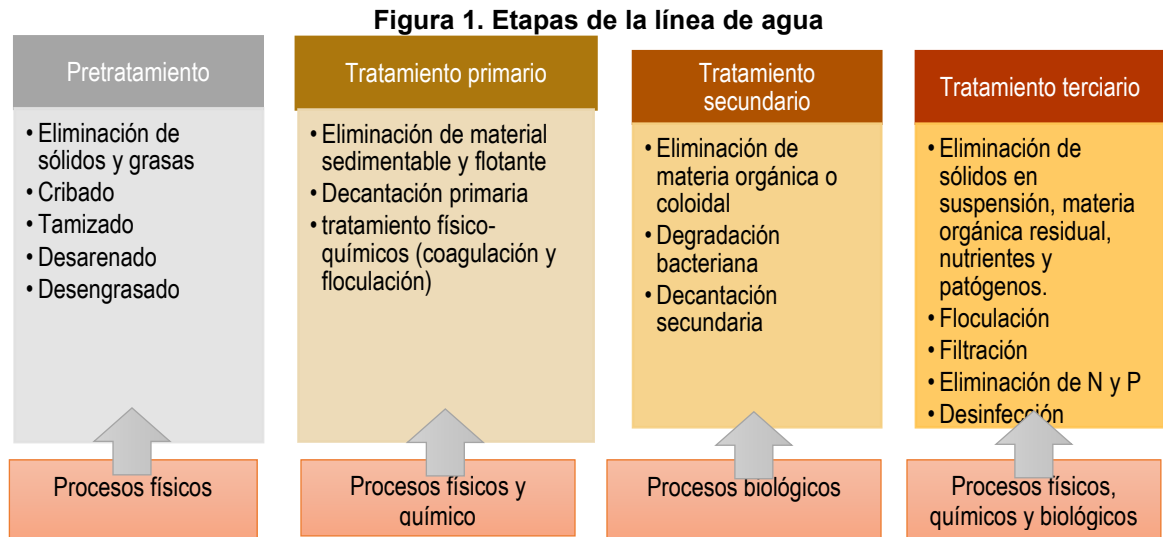 Figura 1. Etapas de la línea de agua
Pretratamiento
• Eliminación de
sólidos y grasas
• Cribado
• Tamizado
• Desarenado
• Desengrasado
Procesos físicos
Tratamiento primario
• Eliminación de material
sedimentable y flotante
• Decantación primaria
• tratamiento físico-
químicos (coagulación y
floculación)
Procesos físicos y
químico
Tratamiento
secundario
• Eliminación de
materia orgánica o
coloidal
• Degradación
bacteriana
• Decantación
secundaria
Procesos biológicos
Tratamiento terciario
• Eliminación de
sólidos en
suspensión, materia
orgánica residual,
nutrientes y
patógenos.
• Floculación
• Filtración
• Eliminación de N y P
• Desinfección
Procesos físicos,
químicos y biológicos